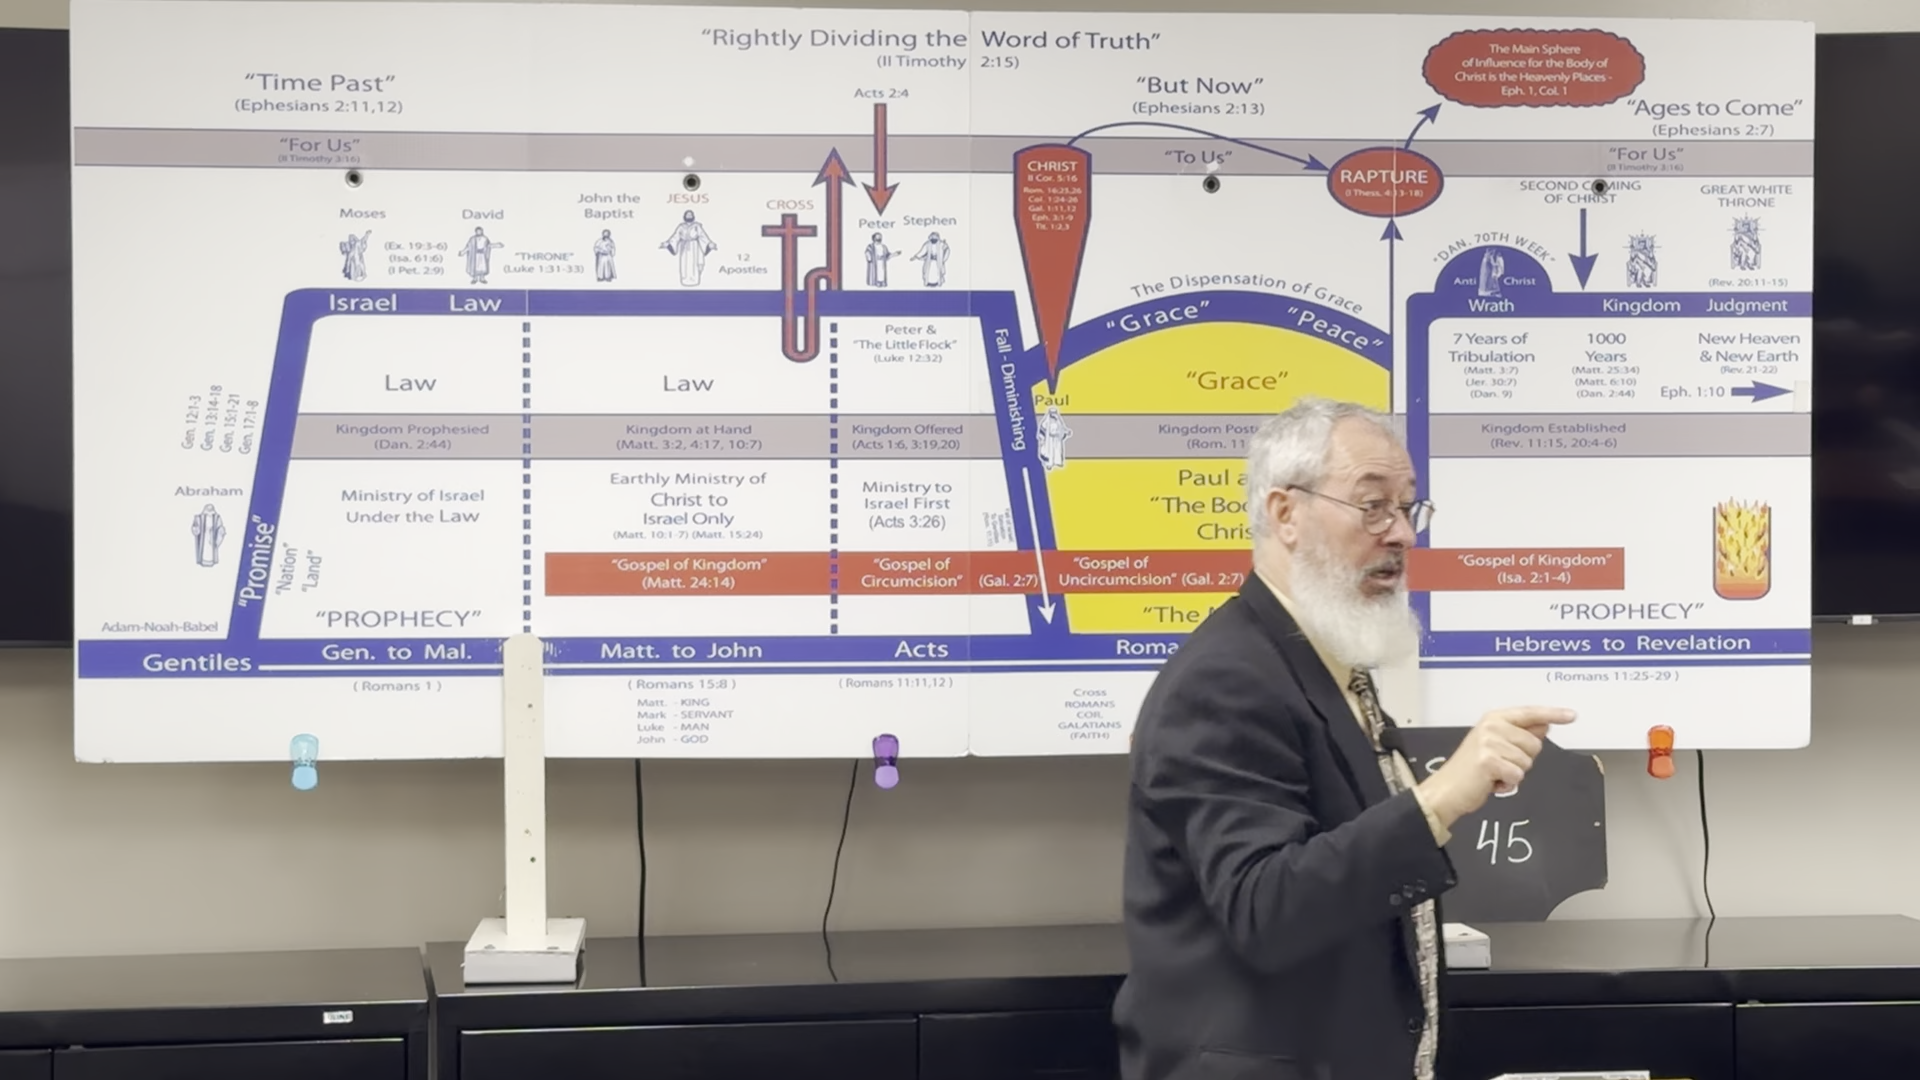 "Rightly Dividing the Word of Truth"
(II Timothy 2:15)
"Time Past"
(Ephesians 2:11,12)
Acts 2:4
"But Now"
(Ephesians 2:13)
The Main Sphere
of Influence for the Body of
Christ is the Heavenly Places -
Eph. 1, Col. 1
"Ages to Come"
(Ephesians 2:7)
"For Us"
(II Timothy 3:16)
"To Us"
"For Us"
(II Timothy 3:16)
CHRIST
II Cor. 5:16
Rom. 16:25,26
Col. 1:24-26
Gal. 1:11,12
Eph. 3:1-9
Tit. 1:2,3
RAPTURE
(I Thess. 4:13-18)
SECOND COMING
OF CHRIST
GREAT WHITE
THRONE
(Rev. 20:11-15)
Moses
(Ex. 19:3-6)
(Isa. 61:6)
(I Pet. 2:9)
David
"THRONE"
(Luke 1:31-33)
John the
Baptist
JESUS
12
Apostles
CROSS
Peter
Stephen
"DAN. 70TH WEEK"
Anti Christ
Wrath
Kingdom
Judgment
The Dispensation of Grace
"Grace"
"Peace"
Israel Law
Peter &
"The Little Flock"
(Luke 12:32)
Fall - Diminishing
7 Years of
Tribulation
(Matt. 3:7)
(Jer. 30:7)
(Dan. 9)
1000
Years
(Matt. 25:34)
(Matt. 6:10)
(Dan. 2:44)
New Heaven
& New Earth
(Rev. 21-22)
Eph. 1:10
Law
Law
"Grace"
Paul
Gen. 12:1-3
Gen. 13:14-18
Gen. 15:1-21
Gen. 17:1-8
Kingdom Prophesied
(Dan. 2:44)
Kingdom at Hand
(Matt. 3:2, 4:17, 10:7)
Kingdom Offered
(Acts 1:6, 3:19,20)
Kingdom
(Rom. 11
Kingdom Established
(Rev. 11:15, 20:4-6)
Abraham
"Promise"
"Nation"
"Land"
Ministry of Israel
Under the Law
Earthly Ministry of
Christ to
Israel Only
(Matt. 10:1-7) (Matt. 15:24)
Ministry to
Israel First
(Acts 3:26)
Paul
"The
"Gospel of Kingdom"
(Matt. 24:14)
"Gospel of
Circumcision" (Gal. 2:7)
"Gospel of
Uncircumcision" (Gal. 2:7)
"Gospel of Kingdom"
(Isa. 2:1-4)
Adam-Noah-Babel
"PROPHECY"
"The
"PROPHECY"
Gentiles
Gen. to Mal.
Matt. to John
Acts
Roma
Hebrews to Revelation
(Romans 1)
(Romans 15:8)
(Romans 11:11,12)
(Romans 11:25-29)
Matt. - KING
Mark - SERVANT
Luke - MAN
John - GOD
Cross
ROMANS
COR.
GALATIANS
(FAITH)
45